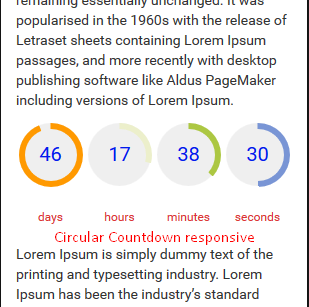 remaining essentially unchanged. It was
popularised in the 1960s with the release of
Letraset sheets containing Lorem Ipsum
passages, and more recently with desktop
publishing software like Aldus PageMaker
including versions of Lorem Ipsum.
46 17 38 30
days hours minutes seconds
Circular Countdown responsive
Lorem Ipsum is simply dummy text of the
printing and typesetting industry. Lorem
Ipsum has been the industry's standard